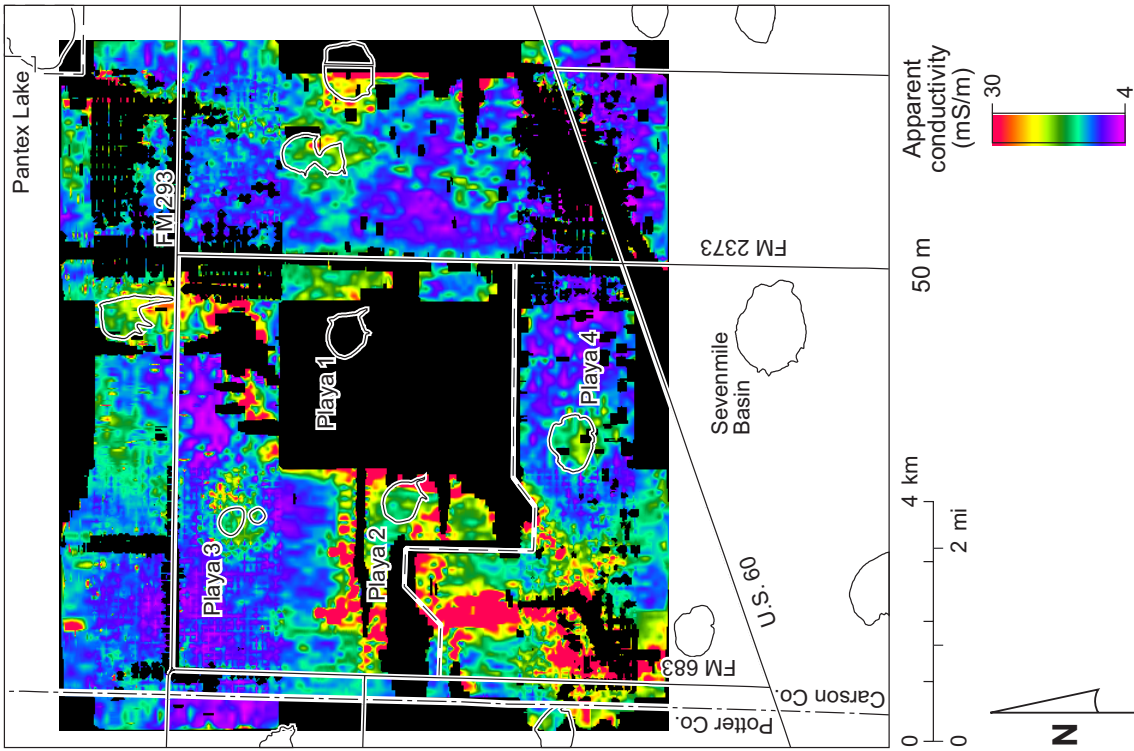 Pantex Lake
FM 293
Playa 3
Playa 1
Playa 2
Playa 4
FM 2373
FM 683
U.S. 60
Sevenmile
Basin
Potter Co.
Carson Co.
Apparent
conductivity
(mS/m)
30
4
50 m
0 4 km
0 2 mi
N